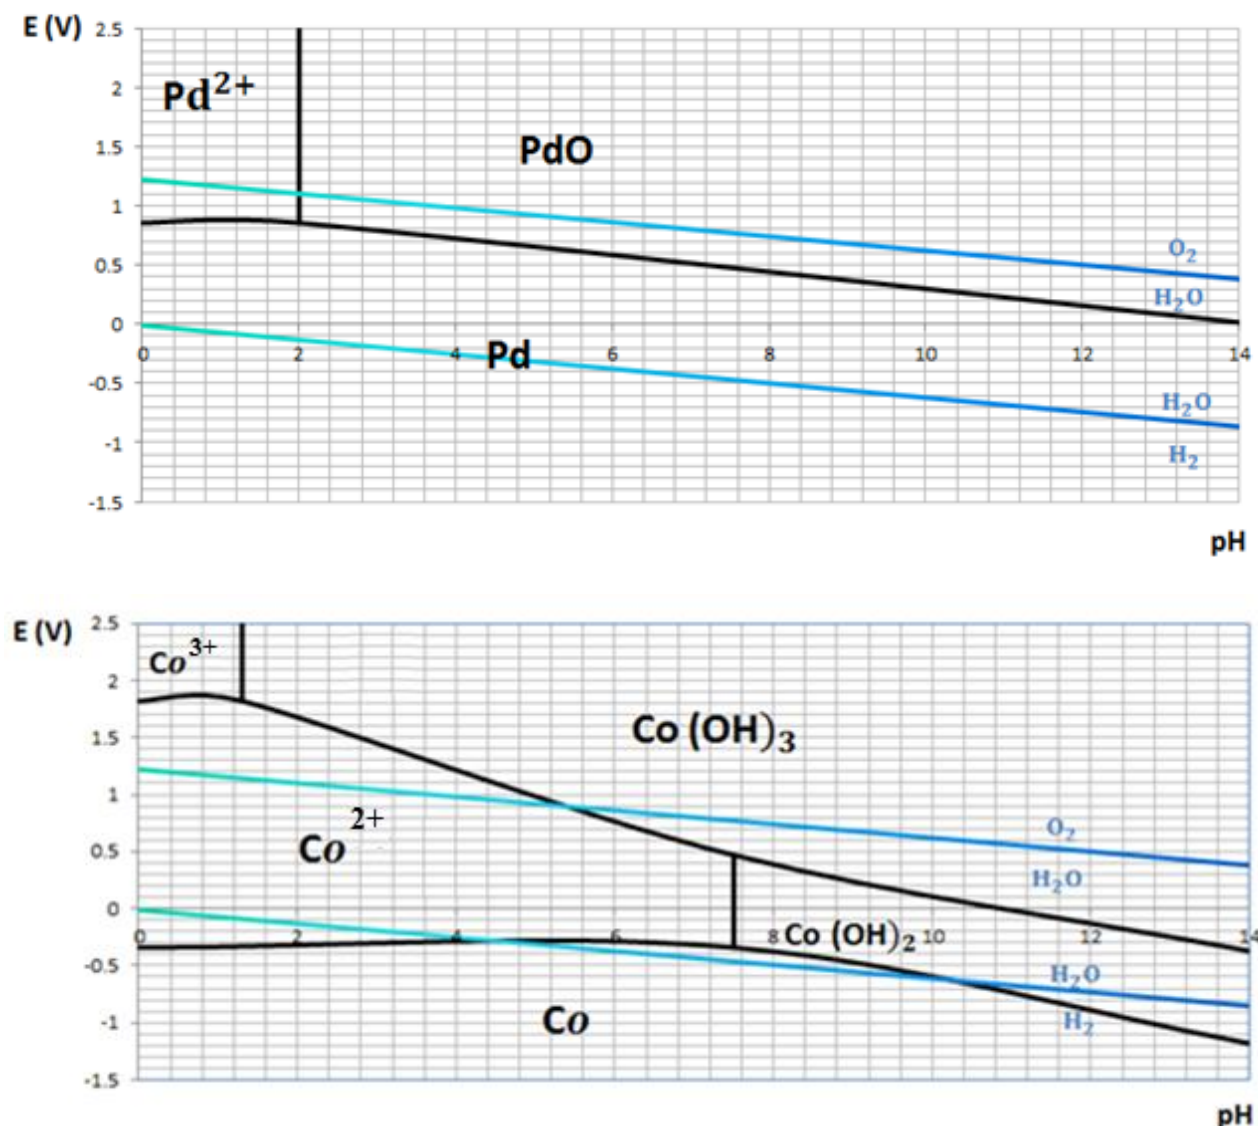 E (V)
2.5
Pd²⁺
2
PdO
1.5
1
O₂
0.5
H₂O
0
0 2 4 6 8 10 12 14
Pd
-0.5
H₂O
-1
H₂
-1.5
pH
E (V) 2.5
Co³⁺
2
Co (OH)₃
1.5
1
Co²⁺
O₂
0.5
H₂O
0
0 2 4 6 8 10 12 14
Co (OH)₂
-0.5
H₂O
Co
-1
H₂
-1.5
pH